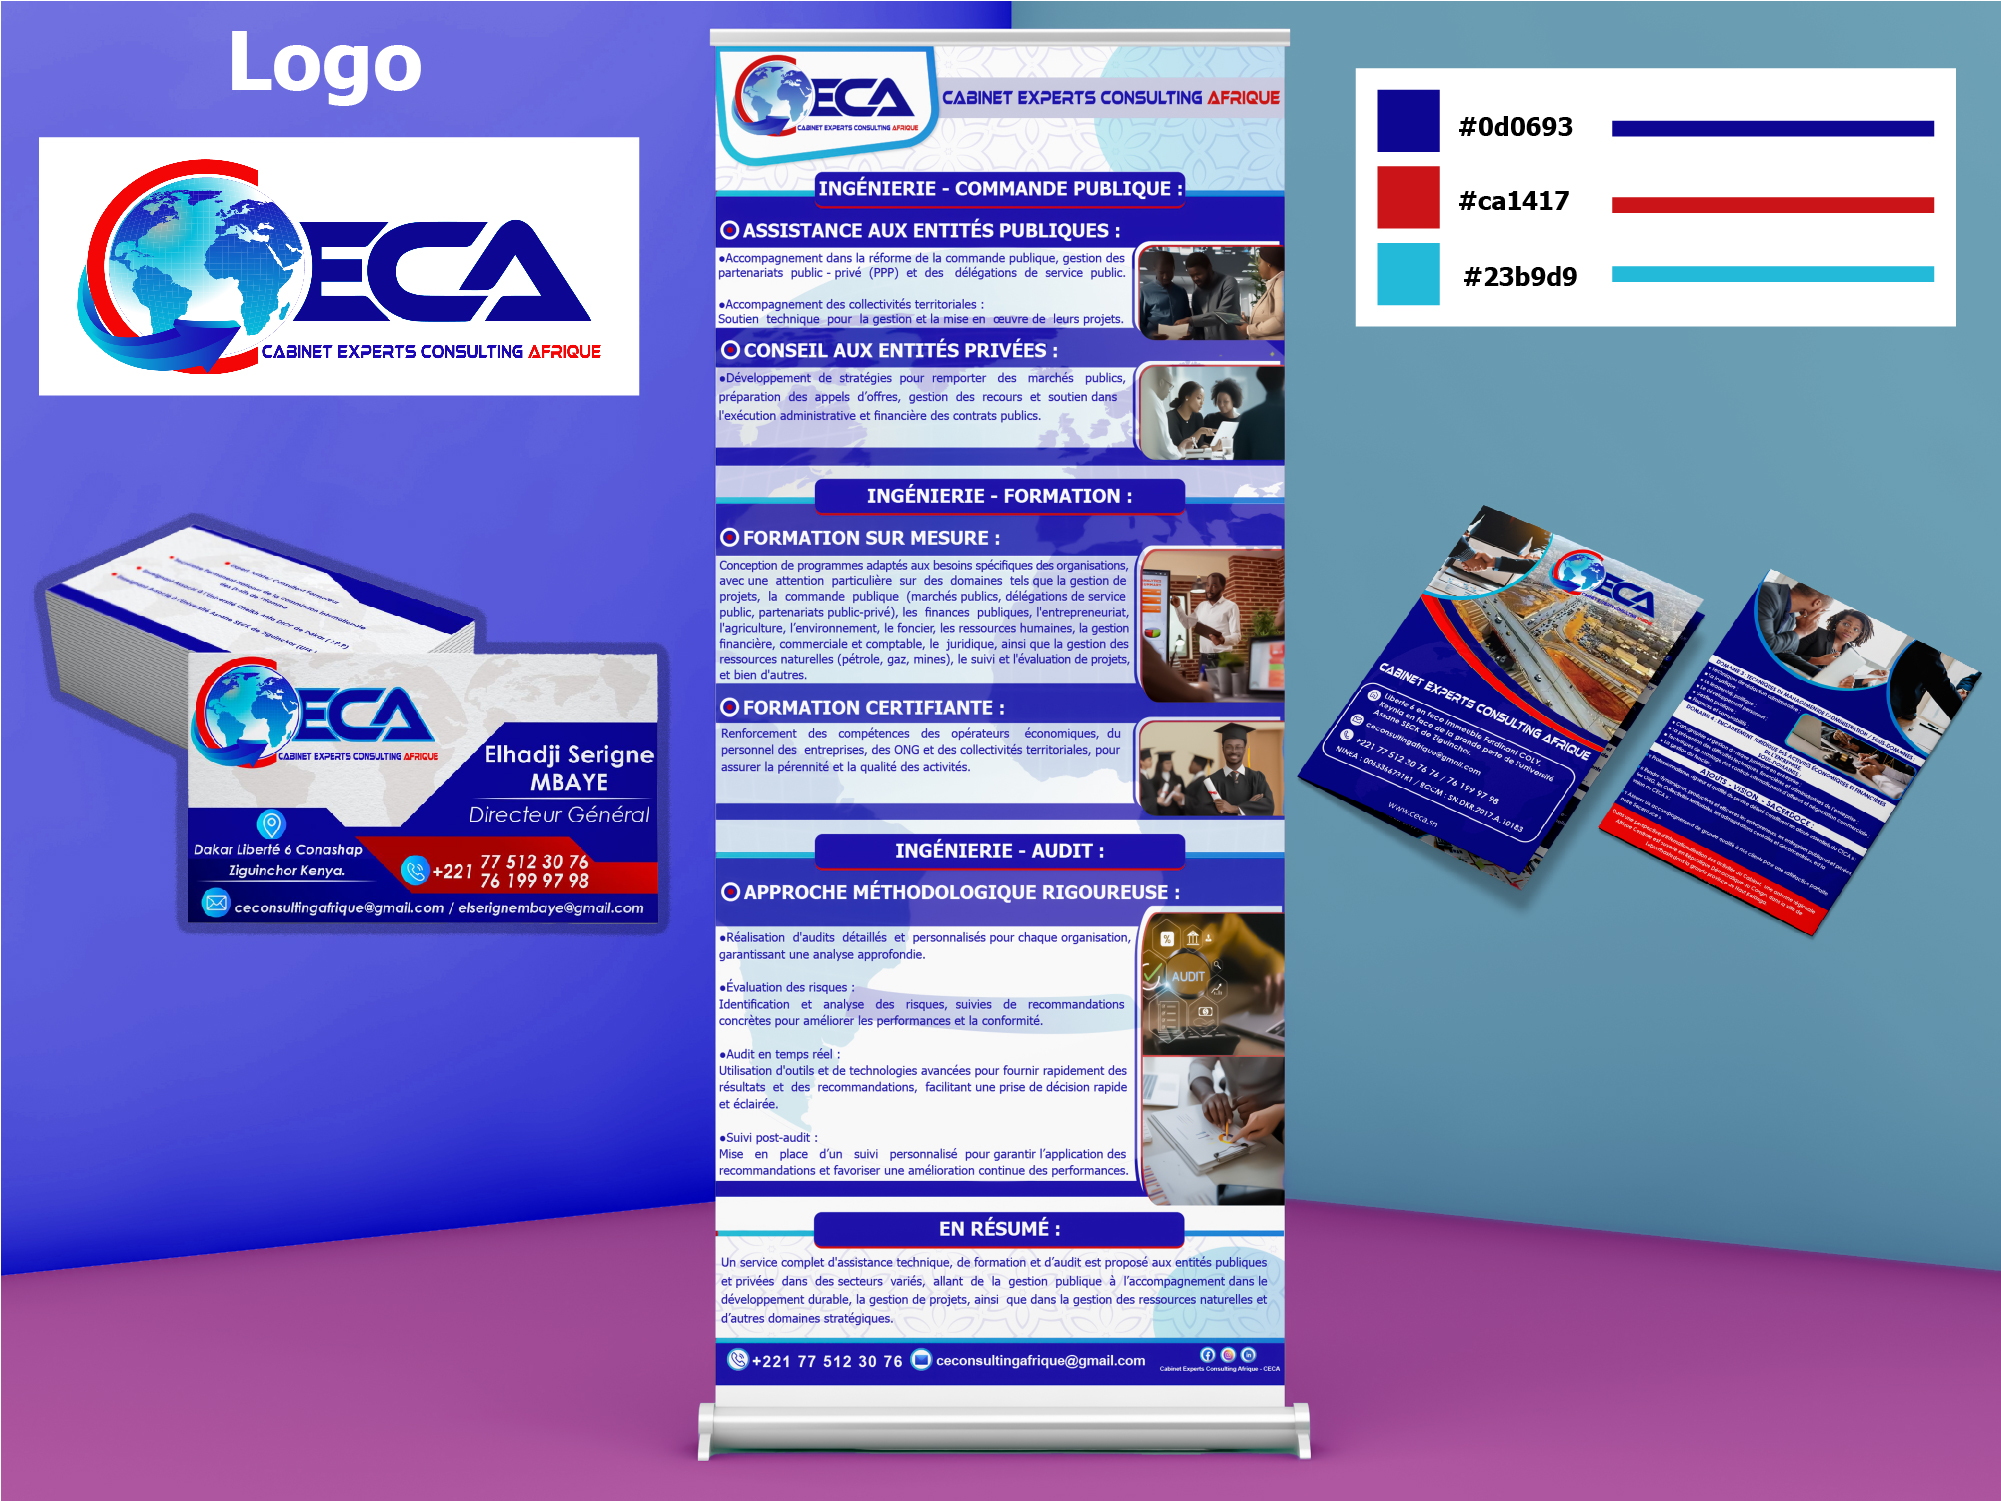 Logo
ECA
CABINET EXPERTS CONSULTING AFRIQUE
Elhadji Serigne
MBAYE
Directeur Général
ECA
CABINET EXPERTS CONSULTING AFRIQUE
Dakar Liberté 6 Conashap
Ziguinchor Kenya.
+221
77 512 30 76
76 199 97 98
ceconsultingafrique@gmail.com / elserignembaye@gmail.com
ECA
CABINET EXPERTS CONSULTING AFRIQUE
CABINET EXPERTS CONSULTING AFRIQUE
INGÉNIERIE - COMMANDE PUBLIQUE :
ASSISTANCE AUX ENTITÉS PUBLIQUES :
●Accompagnement dans la réforme de la commande publique, gestion des
partenariats public - privé (PPP) et des délégations de service public.
●Accompagnement des collectivités territoriales :
Soutien technique pour la gestion et la mise en œuvre de leurs projets.
CONSEIL AUX ENTITÉS PRIVÉES :
●Développement de stratégies pour remporter des marchés publics,
préparation des appels d’offres, gestion des recours et soutien dans
l'exécution administrative et financière des contrats publics.
INGÉNIERIE - FORMATION :
FORMATION SUR MESURE :
Conception de programmes adaptés aux besoins spécifiques des organisations,
avec une attention particulière sur des domaines tels que la gestion de
projets, la commande publique (marchés publics, délégations de service
public, partenariats public-privé), les finances publiques, l'entrepreneuriat,
l'agriculture, l’environnement, le foncier, les ressources humaines, la gestion
financière, commerciale et comptable, le juridique, ainsi que la gestion des
ressources naturelles (pétrole, gaz, mines), le suivi et l'évaluation de projets,
et bien d'autres.
FORMATION CERTIFIANTE :
Renforcement des compétences des opérateurs économiques, du
personnel des entreprises, des ONG et des collectivités territoriales, pour
assurer la pérennité et la qualité des activités.
INGÉNIERIE - AUDIT :
APPROCHE MÉTHODOLOGIQUE RIGOUREUSE :
●Réalisation d'audits détaillés et personnalisés pour chaque organisation,
garantissant une analyse approfondie.
●Évaluation des risques :
Identification et analyse des risques, suivies de recommandations
concrètes pour améliorer les performances et la conformité.
●Audit en temps réel :
Utilisation d'outils et de technologies avancées pour fournir rapidement des
résultats et des recommandations, facilitant une prise de décision rapide
et éclairée.
●Suivi post-audit :
Mise en place d’un suivi personnalisé pour garantir l’application des
recommandations et favoriser une amélioration continue des performances.
AUDIT
EN RÉSUMÉ :
Un service complet d'assistance technique, de formation et d’audit est proposé aux entités publiques
et privées dans des secteurs variés, allant de la gestion publique à l’accompagnement dans le
développement durable, la gestion de projets, ainsi que dans la gestion des ressources naturelles et
d’autres domaines stratégiques.
+221 77 512 30 76
ceconsultingafrique@gmail.com
Cabinet Experts Consulting Afrique - CECA
#0d0693
#ca1417
#23b9d9
ECA
CABINET EXPERTS CONSULTING AFRIQUE
Liberté 6 en face Immeuble Ferdinant COLY.
Keynia en face de la grande porte de l'université
Assane SECK de Ziguinchor.
ceconsultingafrique@gmail.com
+221 77 512 30 76 / 76 199 97 98
www.ceca.sn
AJOUTS - VISION - SACERDOCE :